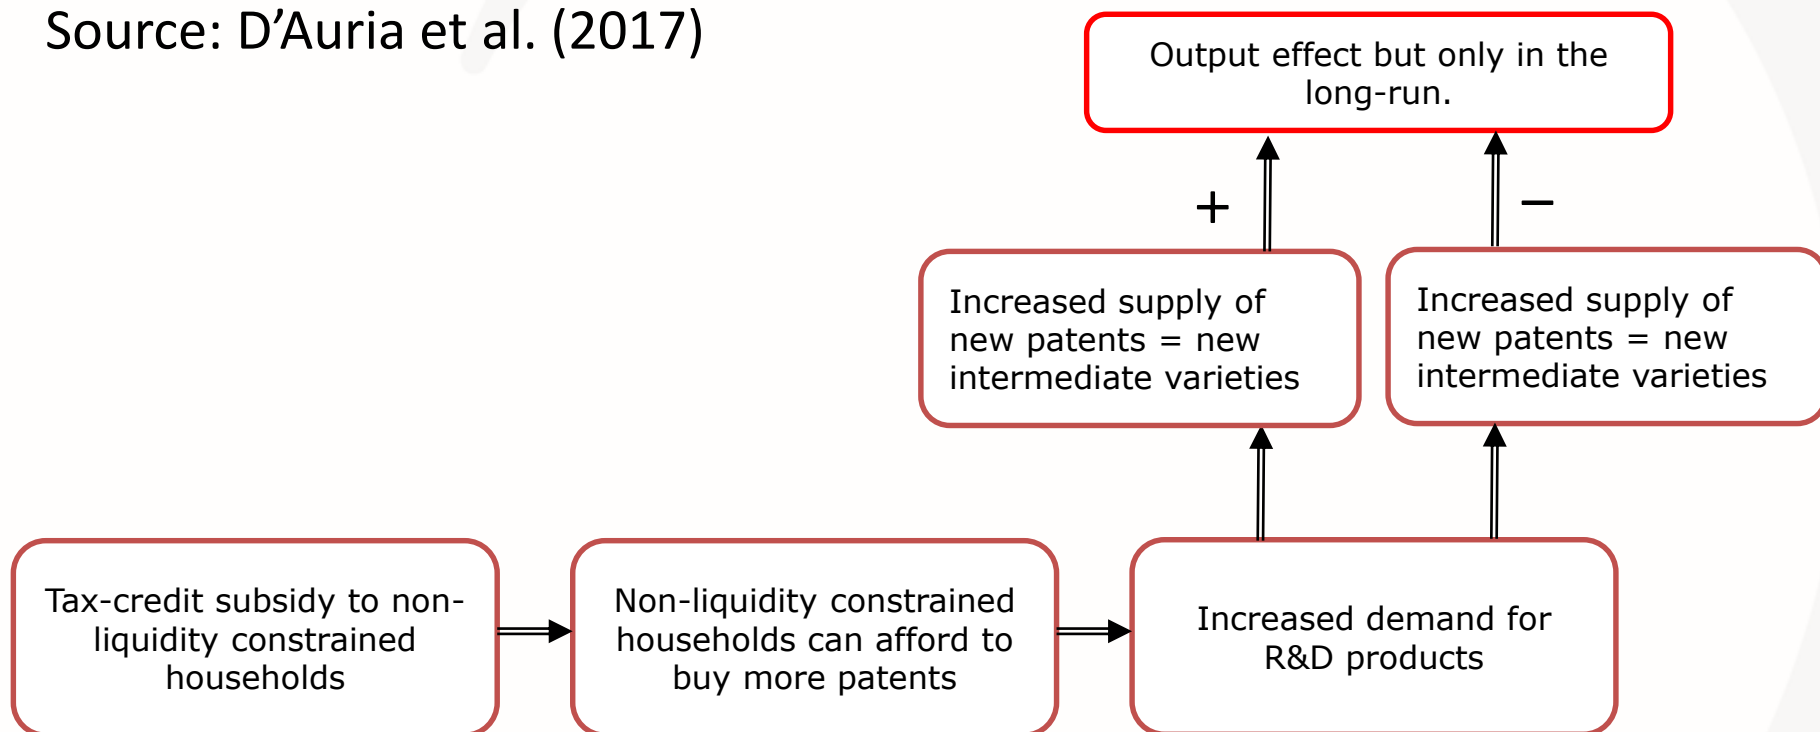 Source: D’Auria et al. (2017)
Output effect but only in the
long-run.
+
−
Increased supply of
new patents = new
intermediate varieties
Increased supply of
new patents = new
intermediate varieties
Tax-credit subsidy to non-
liquidity constrained
households
Non-liquidity constrained
households can afford to
buy more patents
Increased demand for
R&D products